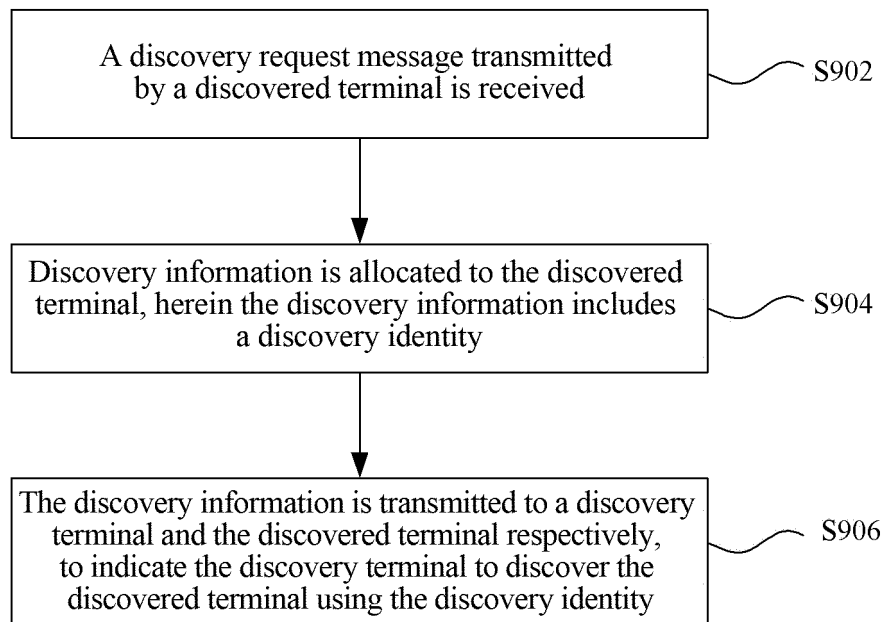 A discovery request message transmitted
by a discovered terminal is received
S902
Discovery information is allocated to the discovered
terminal, herein the discovery information includes
a discovery identity
S904
The discovery information is transmitted to a discovery
terminal and the discovered terminal respectively,
to indicate the discovery terminal to discover the
discovered terminal using the discovery identity
S906